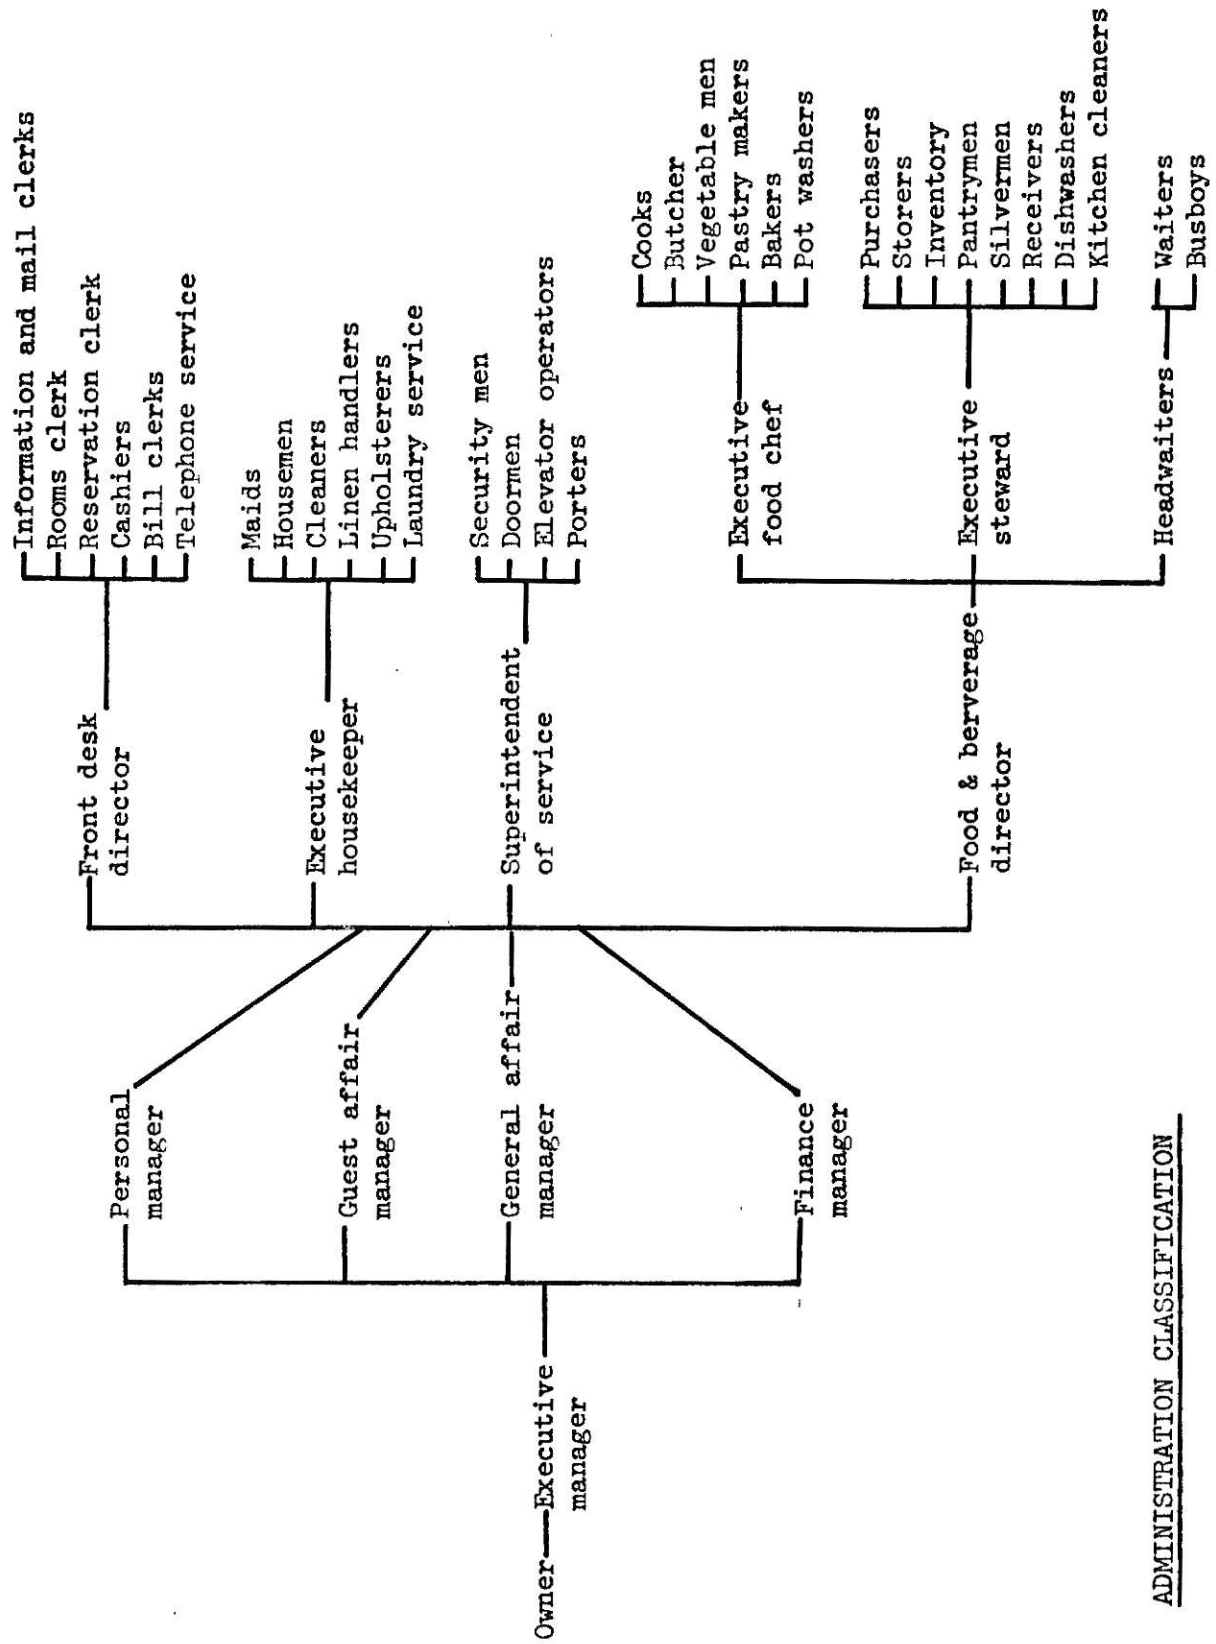 Owner
Executive
manager
Personal
manager
Guest affair
manager
General affair
manager
Finance
manager
Front desk
director
Information and mail clerks
Rooms clerk
Reservation clerk
Cashiers
Bill clerks
Telephone service
Executive
housekeeper
Maids
Housemen
Cleaners
Linen handlers
Upholsterers
Laundry service
Superintendent
of service
Security men
Doormen
Elevator operators
Porters
Food & berverage
director
Executive
food chef
Cooks
Butcher
Vegetable men
Pastry makers
Bakers
Pot washers
Executive
steward
Purchasers
Storers
Inventory
Pantrymen
Silvermen
Receivers
Dishwashers
Kitchen cleaners
Headwaiters
Waiters
Busboys
ADMINISTRATION CLASSIFICATION